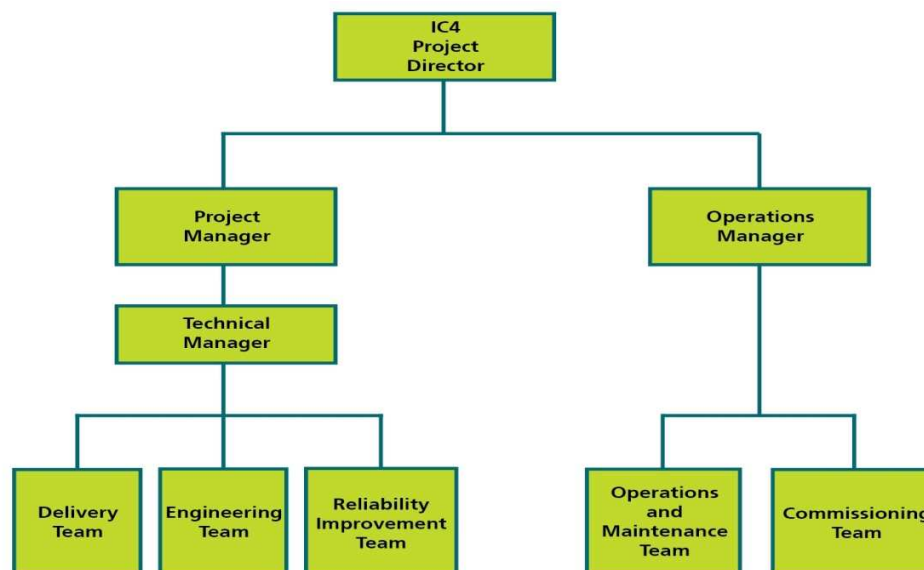 IC4
Project
Director
Project
Manager
Operations
Manager
Technical
Manager
Delivery
Team
Engineering
Team
Reliability
Improvement
Team
Operations
and
Maintenance
Team
Commissioning
Team